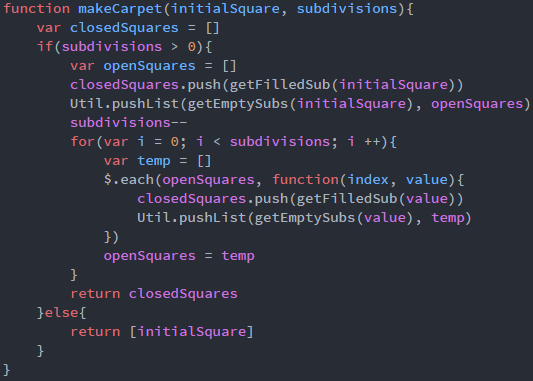 function makeCarpet(initialSquare, subdivisions){
    var closedSquares = []
    if(subdivisions > 0){
        var openSquares = []
        closedSquares.push(getFilledSub(initialSquare))
        Util.pushList(getEmptySubs(initialSquare), openSquares)
        subdivisions--
        for(var i = 0; i < subdivisions; i ++){
            var temp = []
            $.each(openSquares, function(index, value){
                closedSquares.push(getFilledSub(value))
                Util.pushList(getEmptySubs(value), temp)
            })
            openSquares = temp
        }
        return closedSquares
    }else{
        return [initialSquare]
    }
}